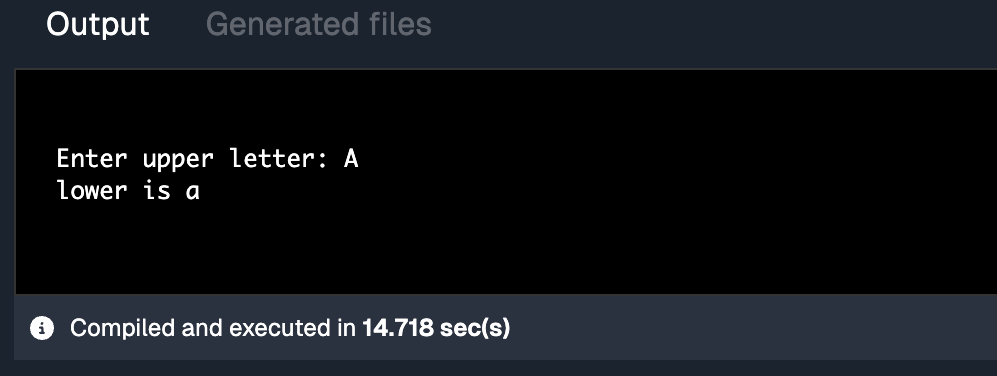 Output Generated files
Enter upper letter: A
lower is a
Compiled and executed in 14.718 sec(s)